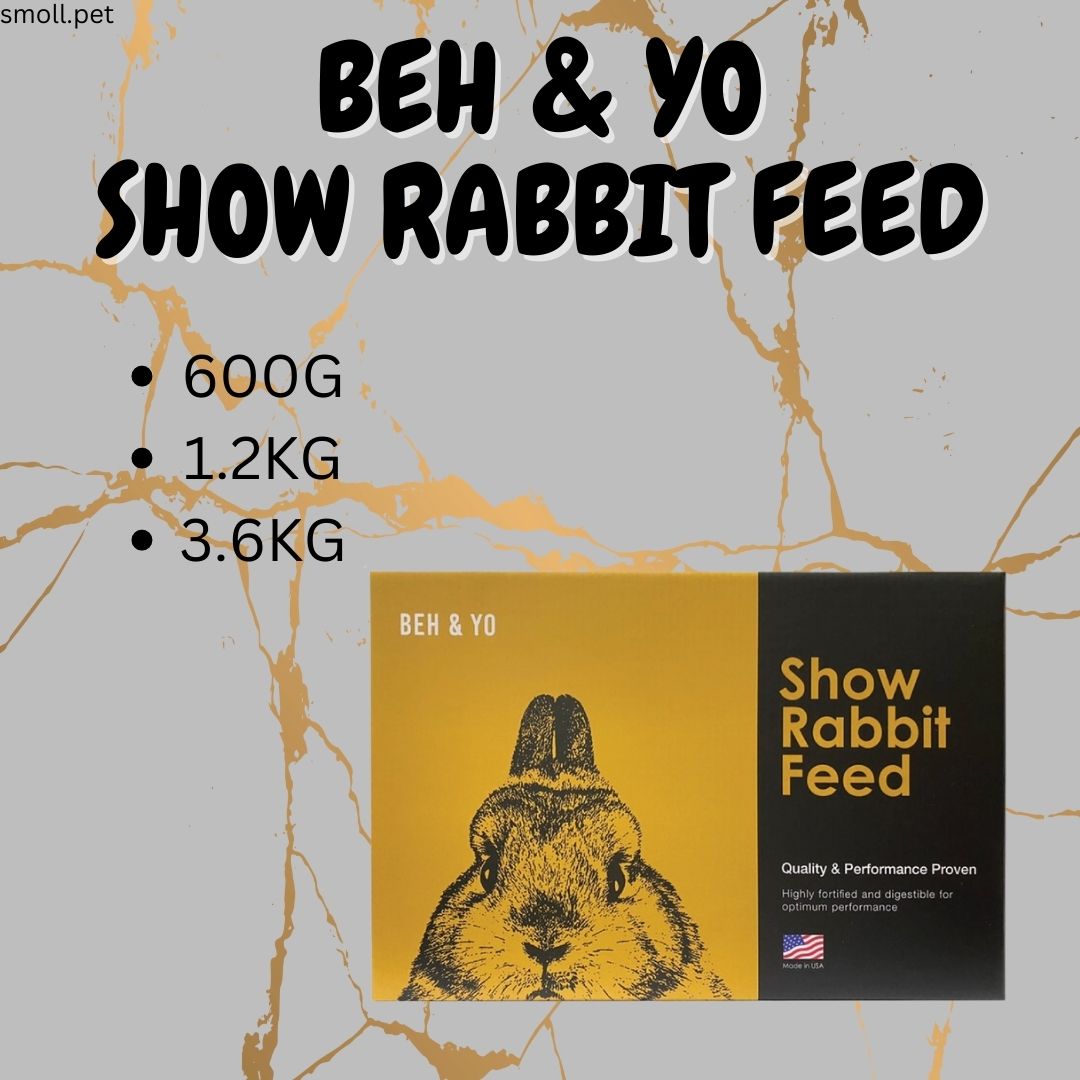 smoll.pet
BEH & YO
SHOW RABBIT FEED
• 600G
• 1.2KG
• 3.6KG
BEH & YO
Show
Rabbit
Feed
Quality & Performance Proven
Highly fortified and digestible for
optimum performance
Made in USA